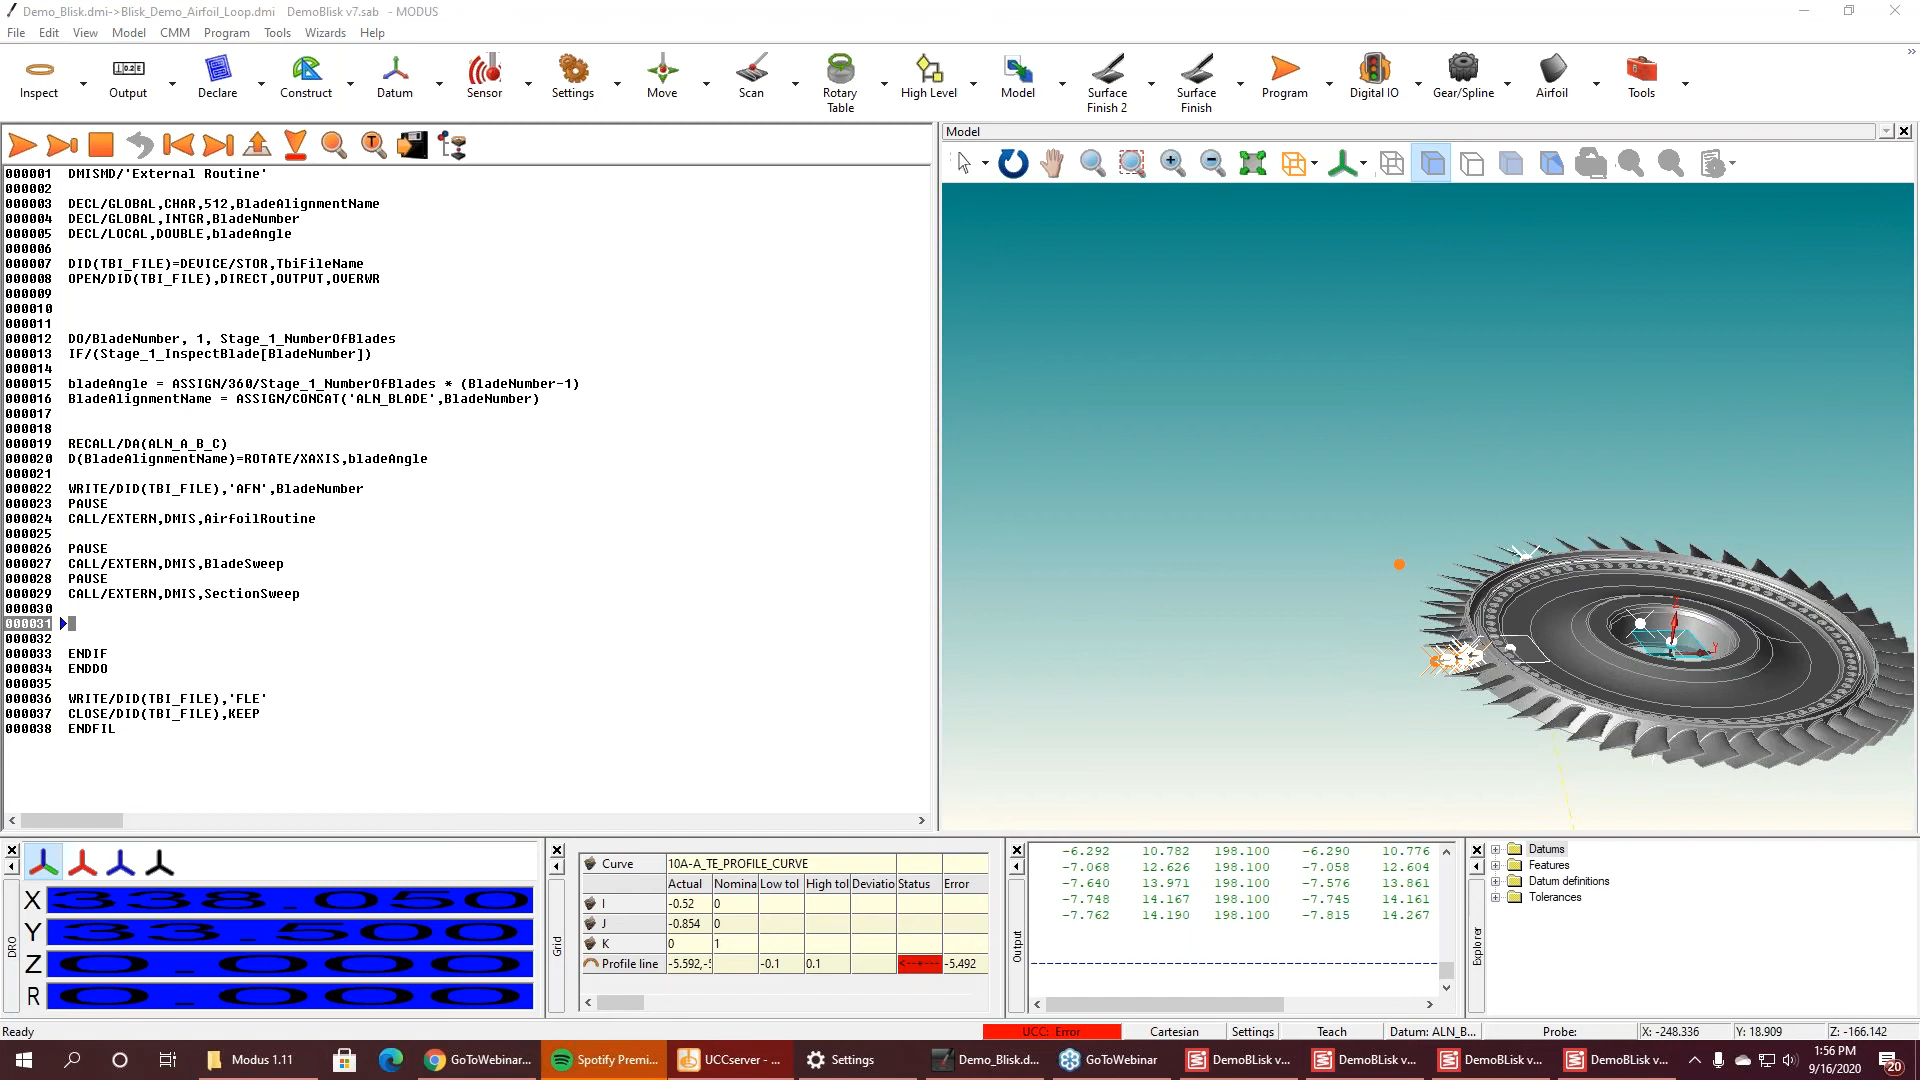 Demo_Blisk.dmi->Blisk_Demo_Airfoil_Loop.dmi   DemoBlisk v7.sab   - MODUS
File Edit View Model CMM Program Tools Wizards Help
Inspect Output Declare Construct Datum Sensor Settings Move Scan Rotary Table High Level Model Surface Finish 2 Surface Finish Program Digital IO Gear/Spline Airfoil Tools
000001 DMISMD/'External Routine'
000002
000003 DECL/GLOBAL,CHAR,512,BladeAlignmentName
000004 DECL/GLOBAL,INTGR,BladeNumber
000005 DECL/LOCAL,DOUBLE,bladeAngle
000006
000007 DID(TBI_FILE)=DEVICE/STOR,TbiFileName
000008 OPEN/DID(TBI_FILE),DIRECT,OUTPUT,OVERWR
000009
000010
000011
000012 DO/BladeNumber, 1, Stage_1_NumberOfBlades
000013 IF/(Stage_1_InspectBlade[BladeNumber])
000014
000015 bladeAngle = ASSIGN/360/Stage_1_NumberOfBlades * (BladeNumber-1)
000016 BladeAlignmentName = ASSIGN/CONCAT('ALN_BLADE',BladeNumber)
000017
000018
000019 RECALL/DA(ALN_A_B_C)
000020 D(BladeAlignmentName)=ROTATE/XAXIS,bladeAngle
000021
000022 WRITE/DID(TBI_FILE),'AFN',BladeNumber
000023 PAUSE
000024 CALL/EXTERN,DMIS,AirfoilRoutine
000025
000026 PAUSE
000027 CALL/EXTERN,DMIS,BladeSweep
000028 PAUSE
000029 CALL/EXTERN,DMIS,SectionSweep
000030
000031
000032
000033 ENDIF
000034 ENDDO
000035
000036 WRITE/DID(TBI_FILE),'FLE'
000037 CLOSE/DID(TBI_FILE),KEEP
000038 ENDFIL
Model
Z
Y
DRO
X 338.050
Y 33.500
Z 0.000
R 0.000
Grid
Curve 10A-A_TE_PROFILE_CURVE
Actual Nomina Low tol High tol Deviatio Status Error
I -0.52 0
J -0.854 0
K 0 1
Profile line -5.592,-5 -0.1 0.1 <--*--- -5.492
Output
-6.292 10.782 198.100 -6.290 10.776
-7.068 12.626 198.100 -7.058 12.604
-7.640 13.971 198.100 -7.576 13.861
-7.748 14.167 198.100 -7.745 14.161
-7.762 14.190 198.100 -7.815 14.267
Explorer
Datums
Features
Datum definitions
Tolerances
Ready UCC: Error Cartesian Settings Teach Datum: ALN_B... Probe: X: -248.336 Y: 18.909 Z: -166.142
Modus 1.11 GoToWebinar... Spotify Premi... UCCserver - ... Settings Demo_Blisk.d... GoToWebinar DemoBLisk v... DemoBLisk v... DemoBLisk v... DemoBLisk v...
1:56 PM
9/16/2020
20